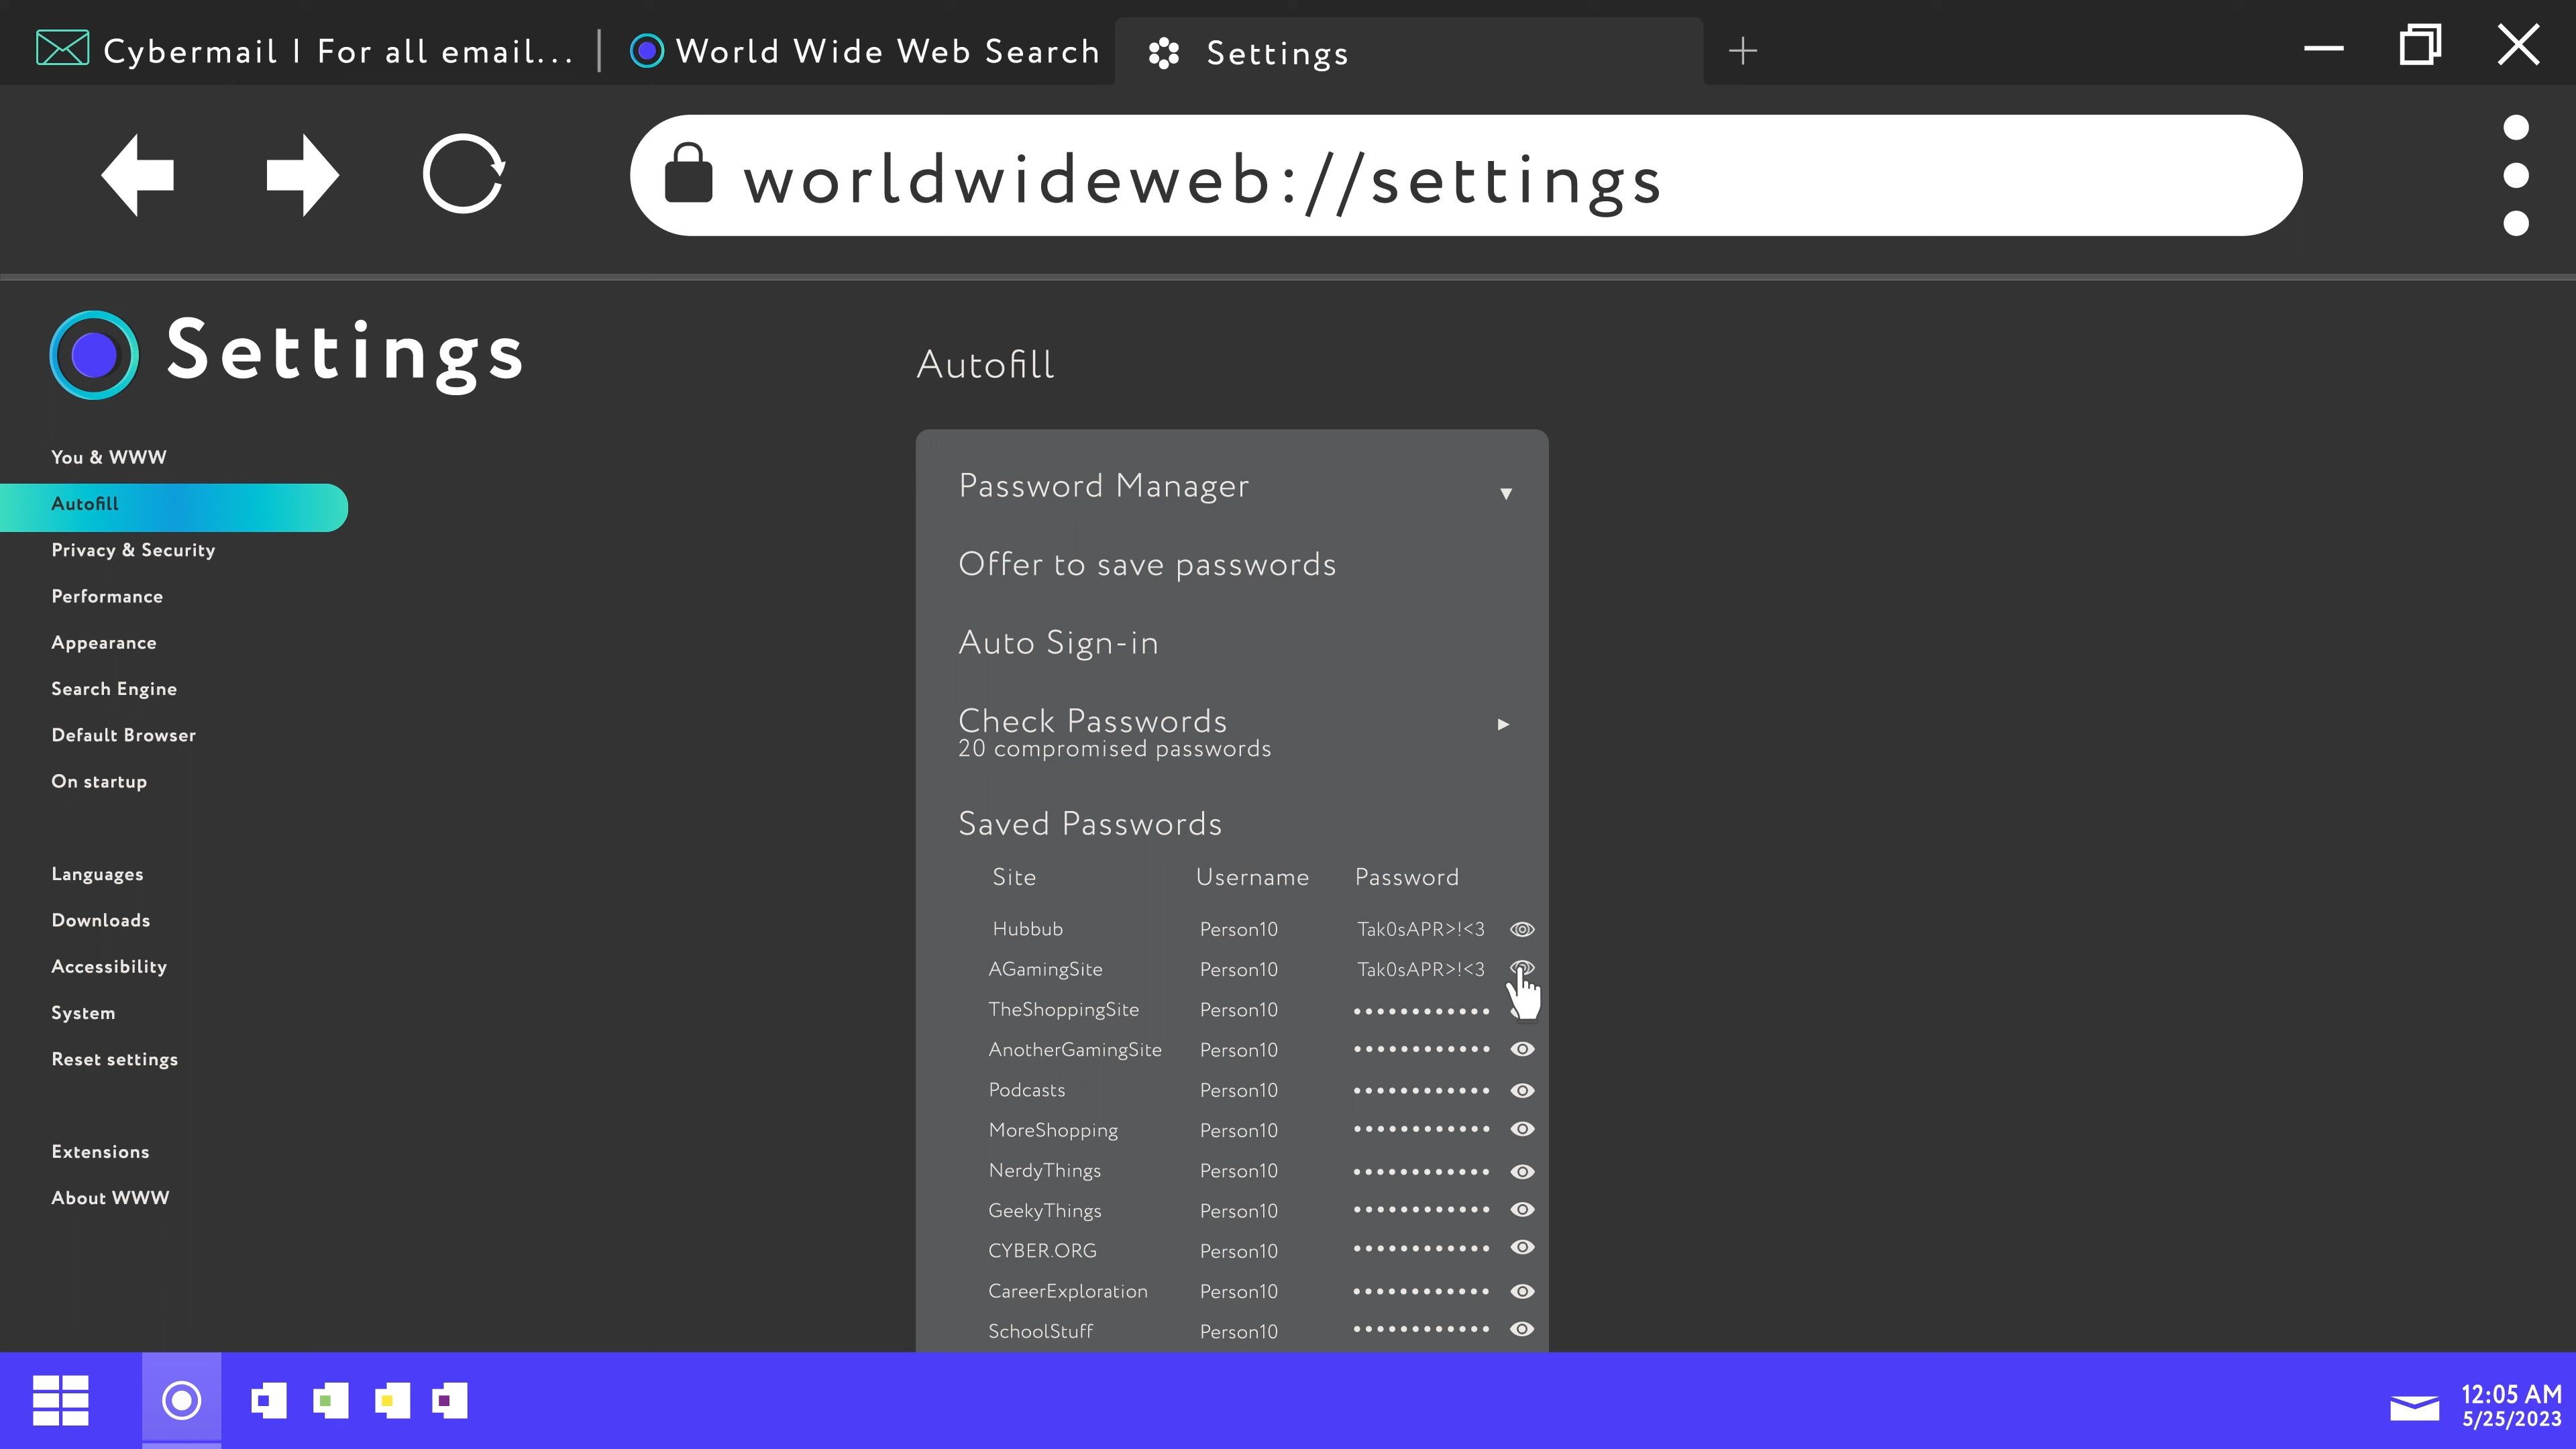 Cybermail | For all email...
World Wide Web Search
Settings
worldwideweb://settings
Settings
You & WWW
Autofill
Privacy & Security
Performance
Appearance
Search Engine
Default Browser
On startup
Languages
Downloads
Accessibility
System
Reset settings
Extensions
About WWW
Autofill
Password Manager
Offer to save passwords
Auto Sign-in
Check Passwords
20 compromised passwords
Saved Passwords
Site Username Password
Hubbub Person10 Tak0sAPR>!<3
AGamingSite Person10 Tak0sAPR>!<3
TheShoppingSite Person10 ••••••••••••
AnotherGamingSite Person10 ••••••••••••
Podcasts Person10 ••••••••••••
MoreShopping Person10 ••••••••••••
NerdyThings Person10 ••••••••••••
GeekyThings Person10 ••••••••••••
CYBER.ORG Person10 ••••••••••••
CareerExploration Person10 ••••••••••••
SchoolStuff Person10 ••••••••••••
12:05 AM
5/25/2023